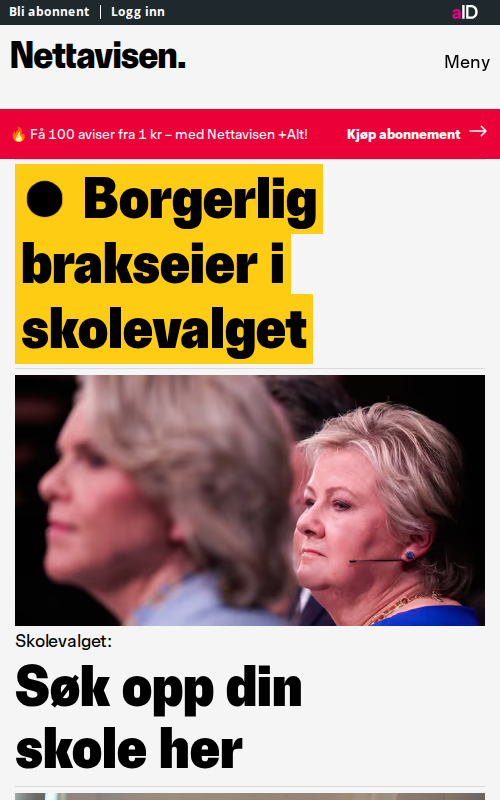 Bli abonnent | Logg inn
aID
Nettavisen.
Meny
🔥 Få 100 aviser fra 1 kr – med Nettavisen +Alt!
Kjøp abonnement →
● Borgerlig
brakseier i
skolevalget
Skolevalget:
Søk opp din
skole her